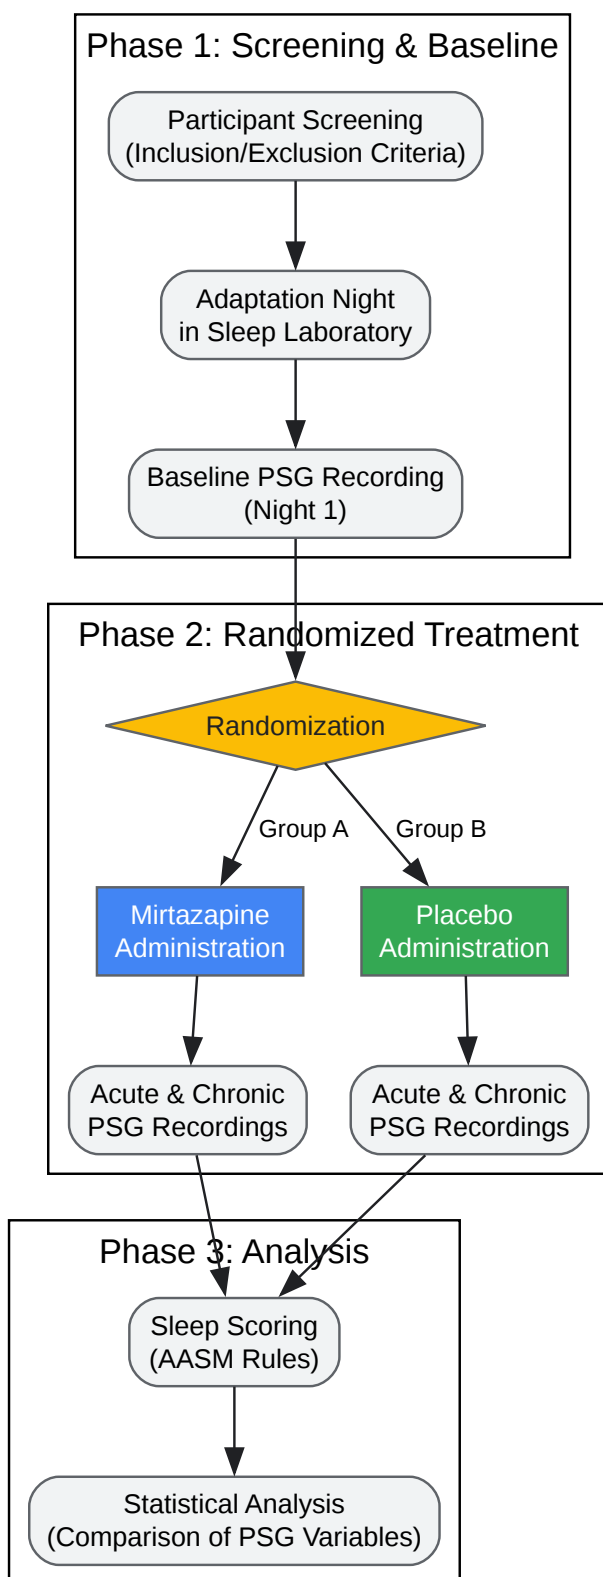 Phase 1: Screening & Baseline
Participant Screening
(Inclusion/Exclusion Criteria)
Adaptation Night
in Sleep Laboratory
Baseline PSG Recording
(Night 1)
Phase 2: Randomized Treatment
Randomization
Group A
Group B
Mirtazapine
Administration
Placebo
Administration
Acute & Chronic
PSG Recordings
Acute & Chronic
PSG Recordings
Phase 3: Analysis
Sleep Scoring
(AASM Rules)
Statistical Analysis
(Comparison of PSG Variables)